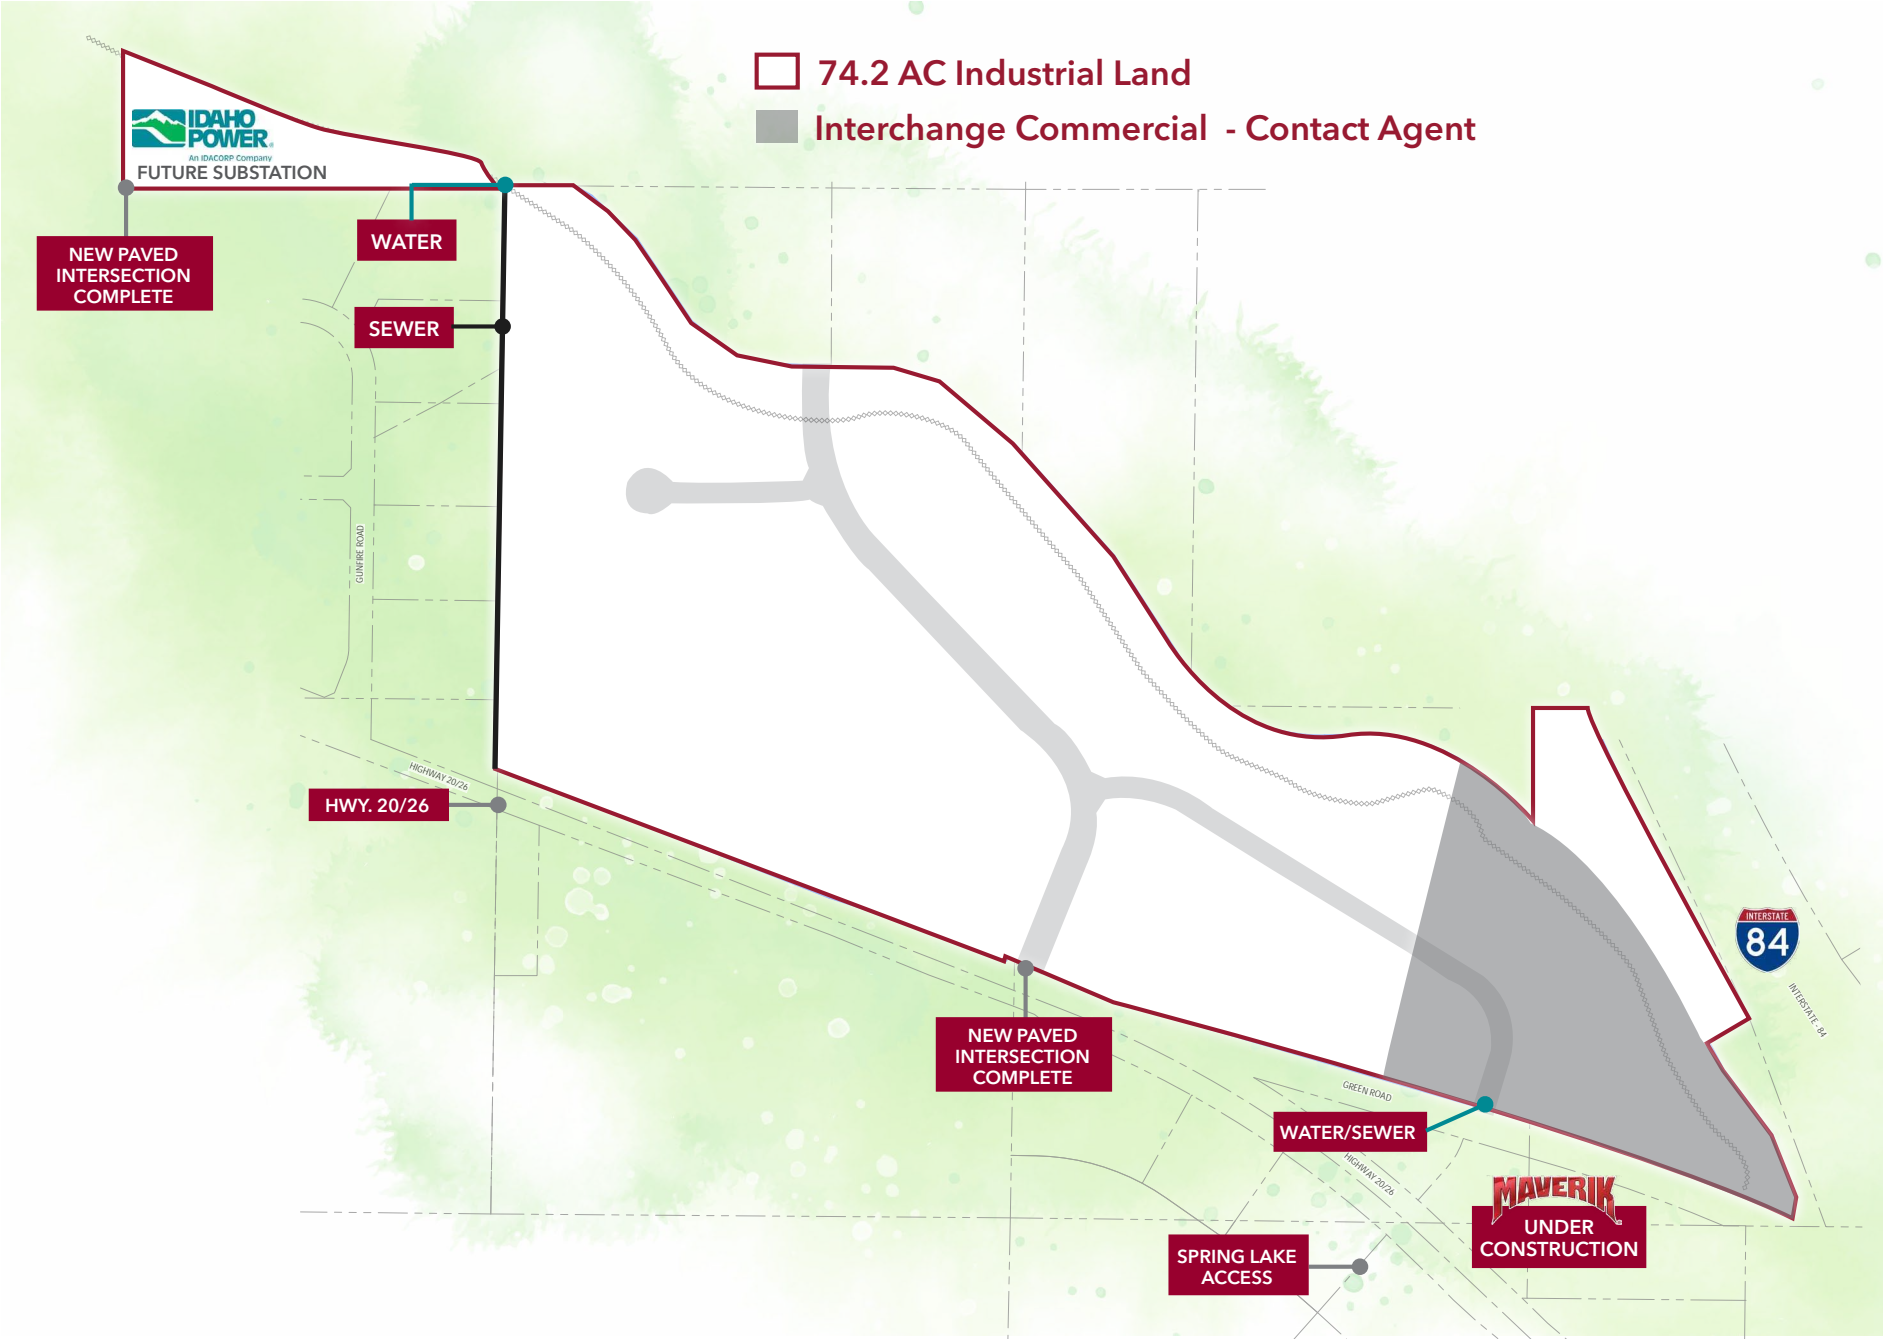 74.2 AC Industrial Land
Interchange Commercial - Contact Agent
IDAHO
POWER®
An IDACORP Company
FUTURE SUBSTATION
NEW PAVED
INTERSECTION
COMPLETE
WATER
SEWER
GUNFIRE ROAD
HIGHWAY 20/26
HWY. 20/26
NEW PAVED
INTERSECTION
COMPLETE
INTERSTATE
84
INTERSTATE - 84
GREEN ROAD
WATER/SEWER
HIGHWAY 20/26
MAVERIK
UNDER
CONSTRUCTION
SPRING LAKE
ACCESS